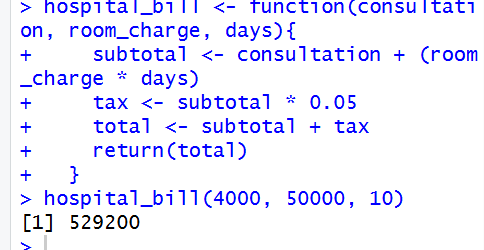 > hospital_bill <- function(consultati
on, room_charge, days){
+     subtotal <- consultation + (room
_charge * days)
+     tax <- subtotal * 0.05
+     total <- subtotal + tax
+     return(total)
+   }
> hospital_bill(4000, 50000, 10)
[1] 529200
>